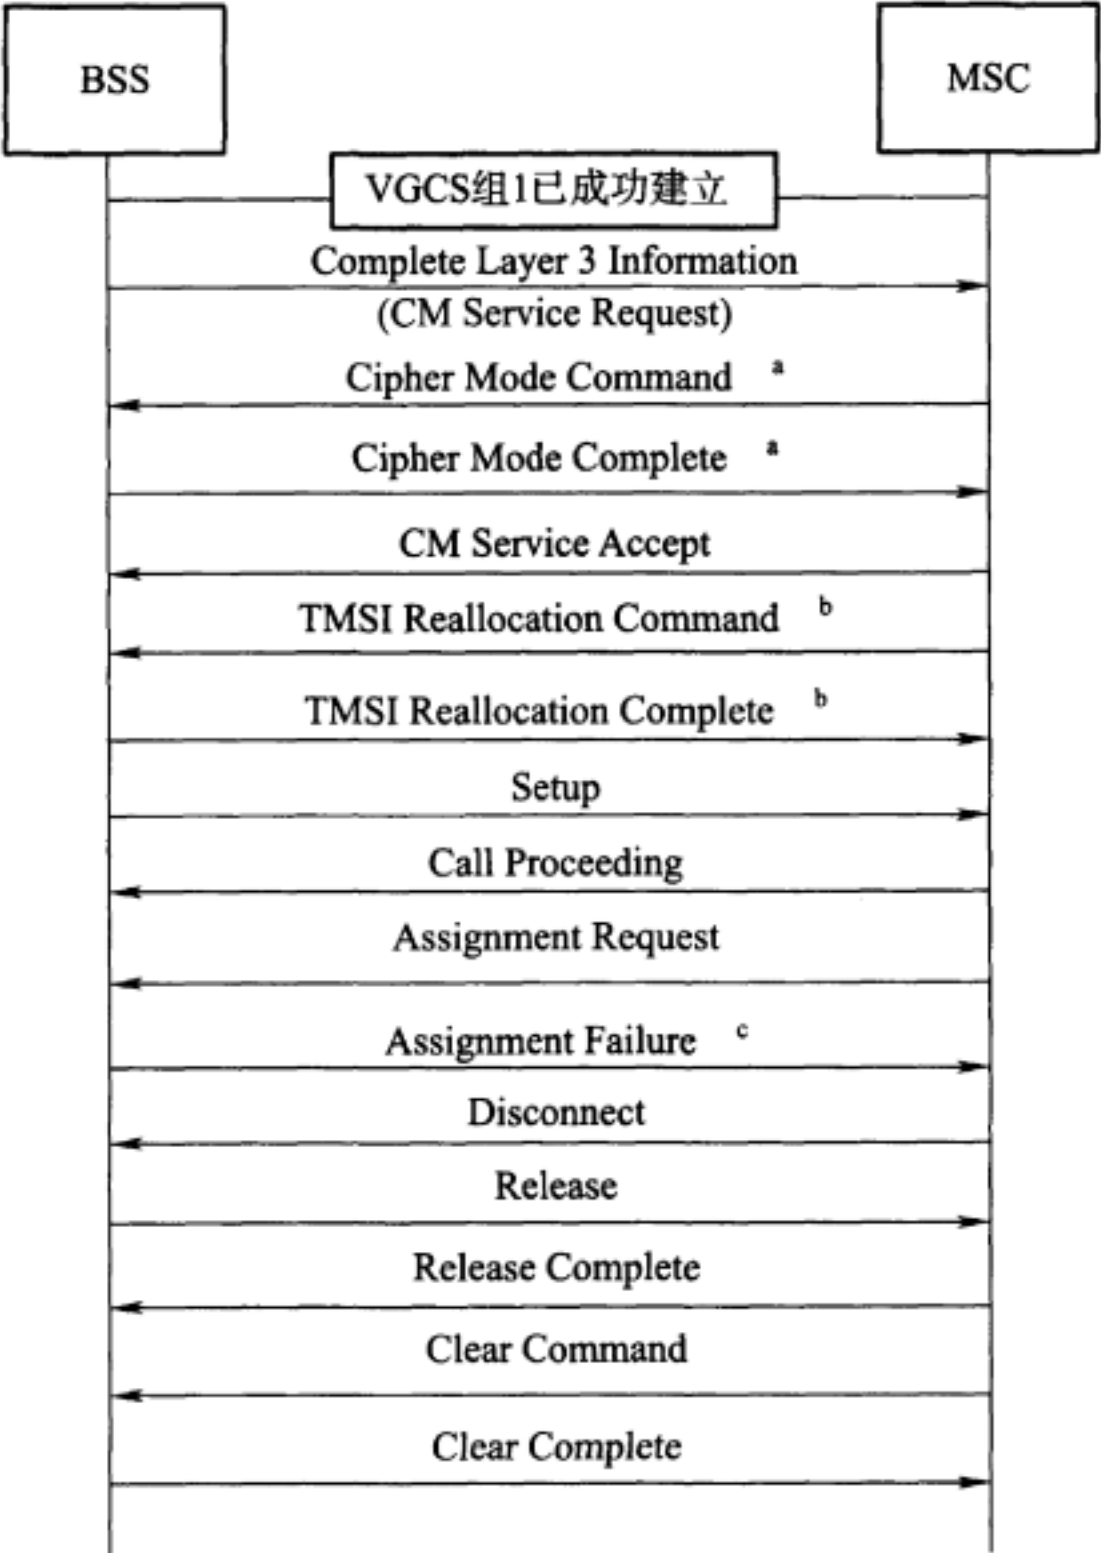 BSS
MSC
VGCS组1已成功建立
Complete Layer 3 Information
(CM Service Request)
Cipher Mode Command a
Cipher Mode Complete a
CM Service Accept
TMSI Reallocation Command b
TMSI Reallocation Complete b
Setup
Call Proceeding
Assignment Request
Assignment Failure c
Disconnect
Release
Release Complete
Clear Command
Clear Complete